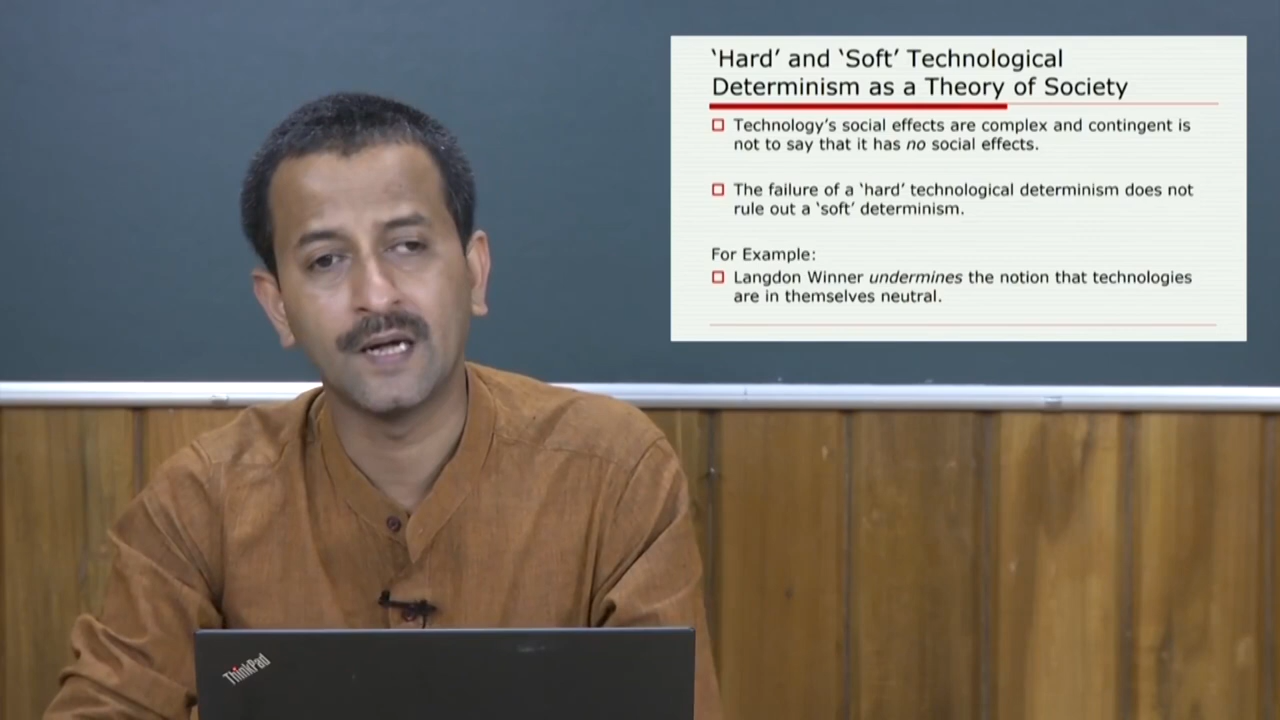 ‘Hard’ and ‘Soft’ Technological
Determinism as a Theory of Society
Technology’s social effects are complex and contingent is
not to say that it has no social effects.
The failure of a ‘hard’ technological determinism does not
rule out a ‘soft’ determinism.
For Example:
Langdon Winner undermines the notion that technologies
are in themselves neutral.
ThinkPad